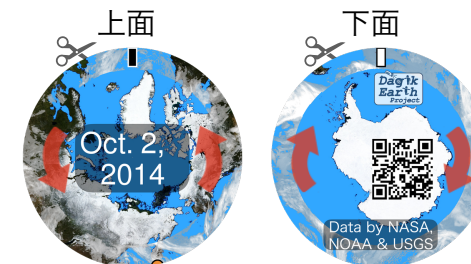 上面
下面
Oct. 2,
2014
Dagik
Earth
Project
Data by NASA,
NOAA & USGS